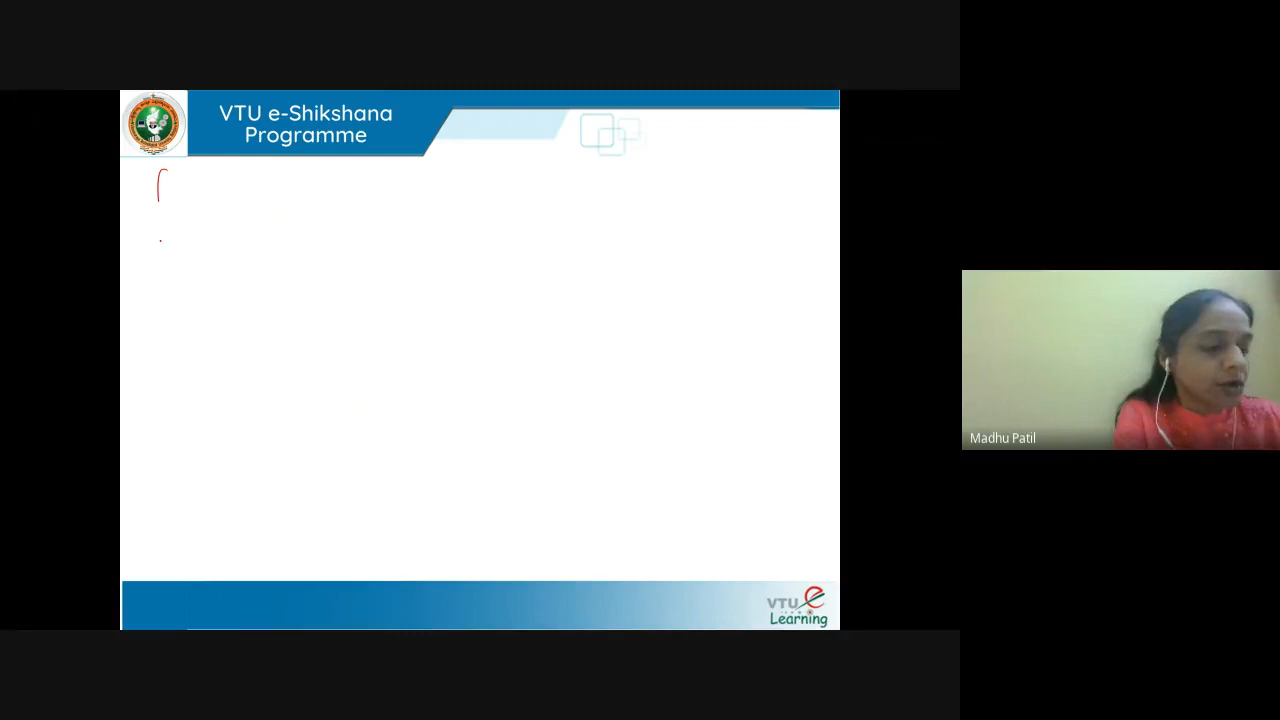 VTU e-Shikshana
Programme
Madhu Patil
VTU e
Learning